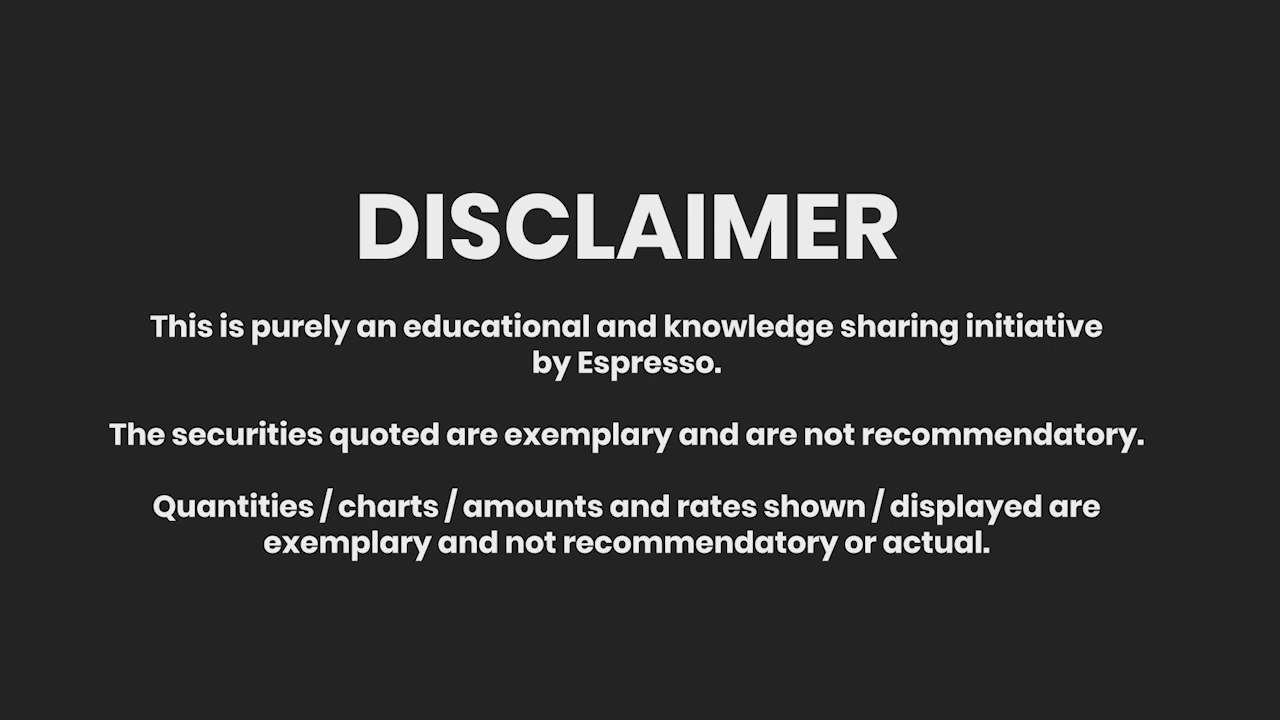 DISCLAIMER
This is purely an educational and knowledge sharing initiative
by Espresso.
The securities quoted are exemplary and are not recommendatory.
Quantities / charts / amounts and rates shown / displayed are
exemplary and not recommendatory or actual.